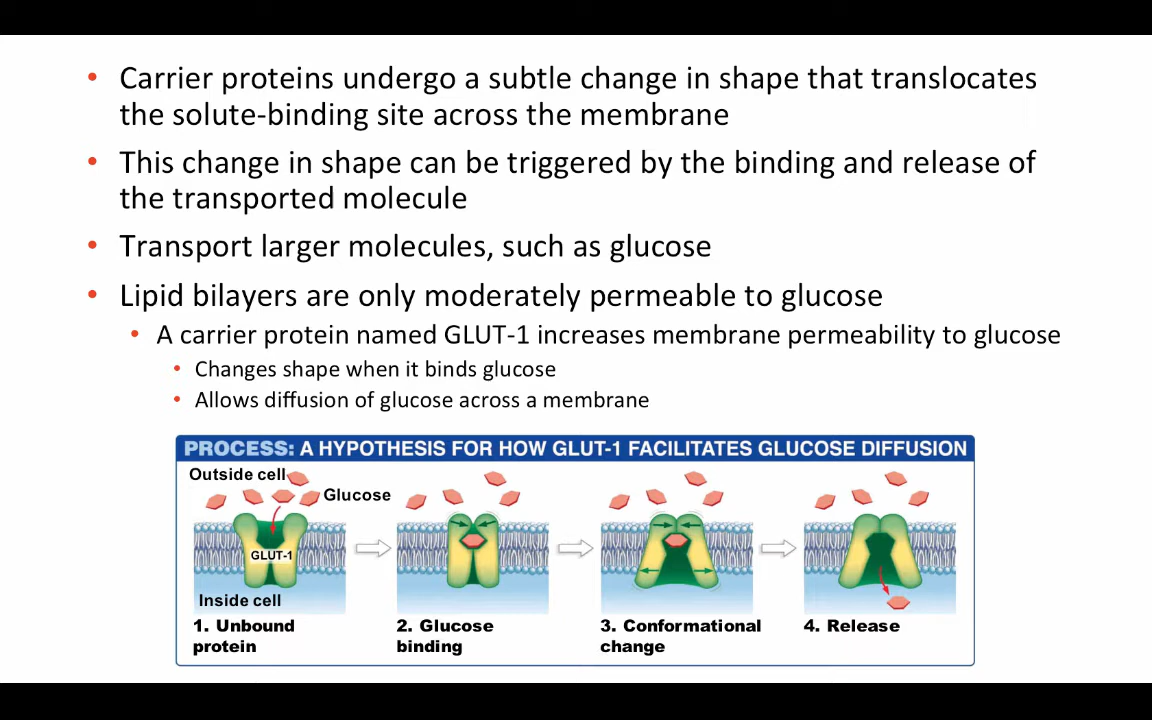 • Carrier proteins undergo a subtle change in shape that translocates
the solute-binding site across the membrane
• This change in shape can be triggered by the binding and release of
the transported molecule
• Transport larger molecules, such as glucose
• Lipid bilayers are only moderately permeable to glucose
• A carrier protein named GLUT-1 increases membrane permeability to glucose
• Changes shape when it binds glucose
• Allows diffusion of glucose across a membrane
PROCESS: A HYPOTHESIS FOR HOW GLUT-1 FACILITATES GLUCOSE DIFFUSION
Outside cell
Glucose
GLUT-1
Inside cell
1. Unbound
protein
2. Glucose
binding
3. Conformational
change
4. Release